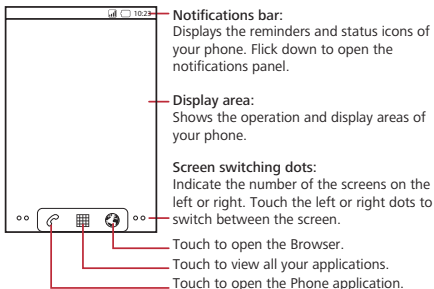 10:23
Notifications bar:
Displays the reminders and status icons of
your phone. Flick down to open the
notifications panel.
Display area:
Shows the operation and display areas of
your phone.
Screen switching dots:
Indicate the number of the screens on the
left or right. Touch the left or right dots to
switch between the screen.
Touch to open the Browser.
Touch to view all your applications.
Touch to open the Phone application.